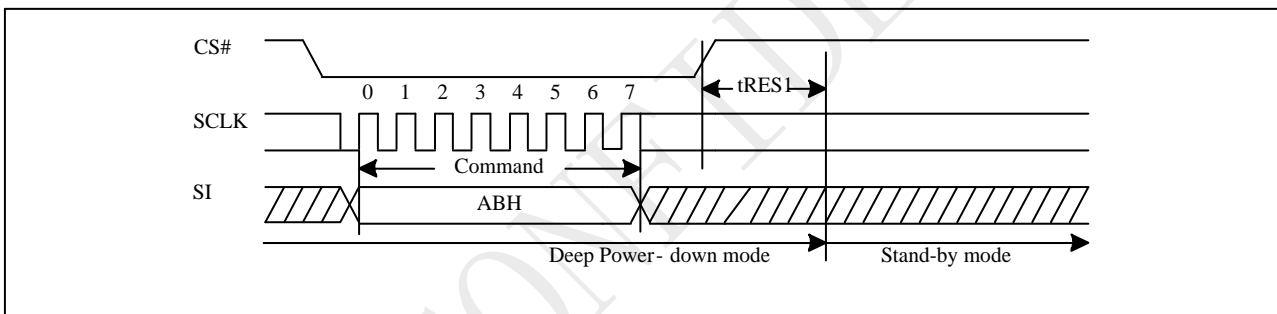 CS#
tRES1
0 1 2 3 4 5 6 7
SCLK
Command
SI
ABH
Deep Power- down mode Stand-by mode